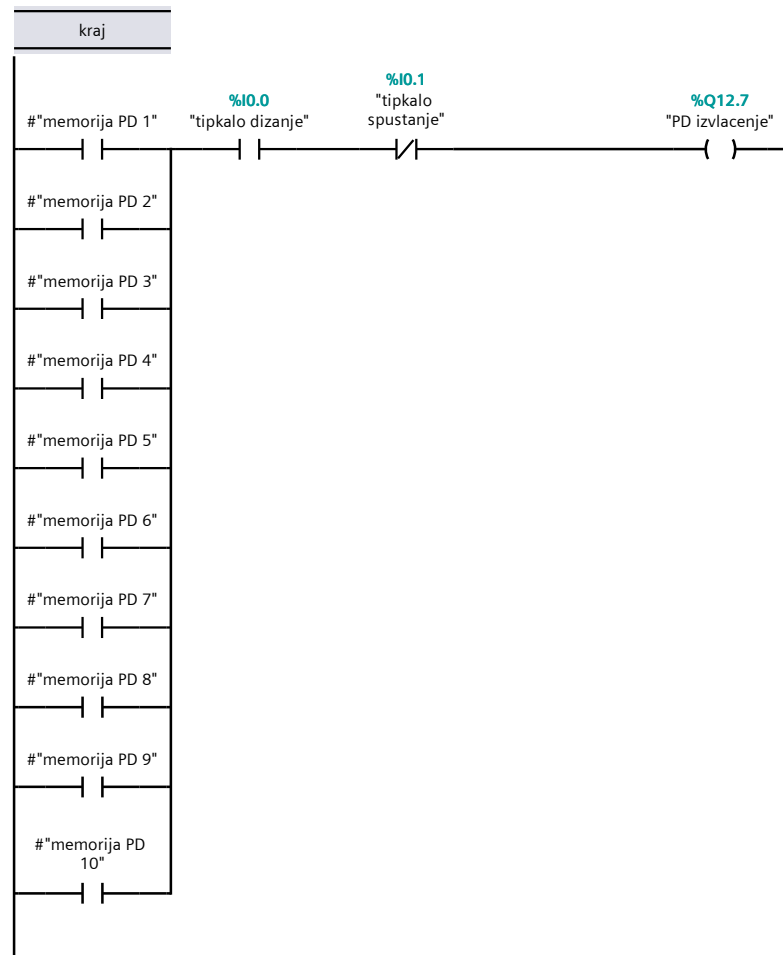 kraj
%I0.1
%I0.0
"tipkalo
%Q12.7
#"memorija PD 1"
"tipkalo dizanje"
spustanje"
"PD izvlacenje"
#"memorija PD 2"
#"memorija PD 3"
#"memorija PD 4"
#"memorija PD 5"
#"memorija PD 6"
#"memorija PD 7"
#"memorija PD 8"
#"memorija PD 9"
#"memorija PD
10"